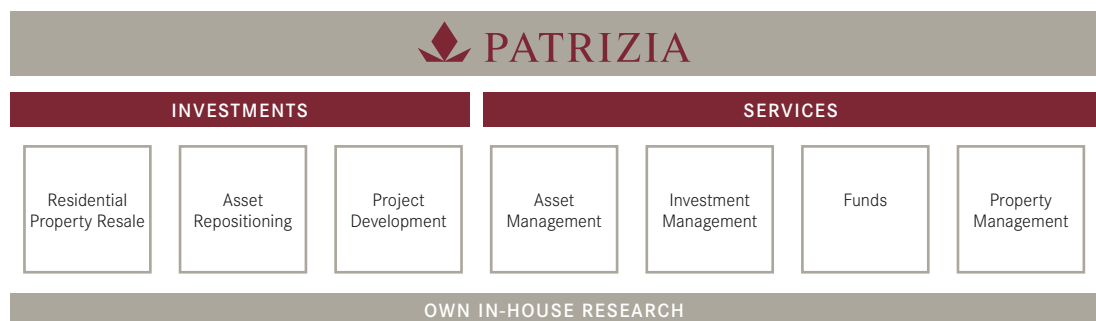 PATRIZIA
INVESTMENTS
SERVICES
Residential
Property Resale
Asset
Repositioning
Project
Development
Asset
Management
Investment
Management
Funds
Property
Management
OWN IN-HOUSE RESEARCH